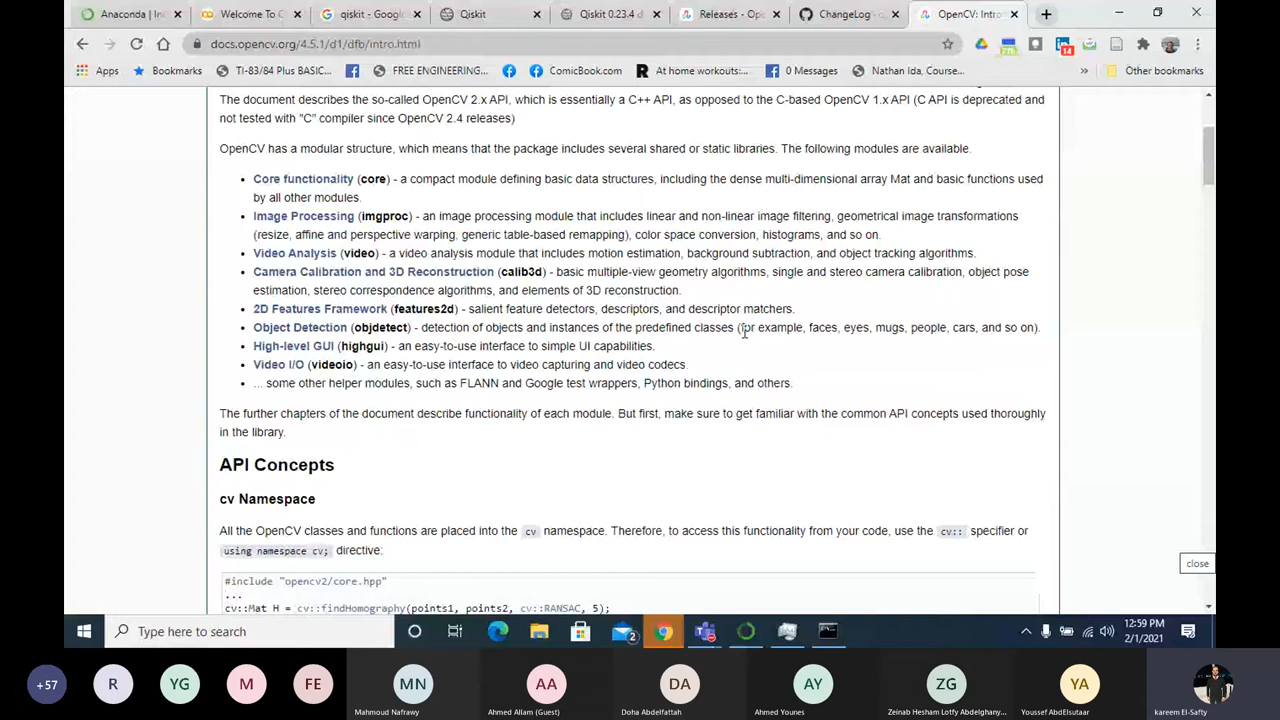 Anaconda | In
Welcome To C
qiskit - Google
Qiskit
Qiskit 0.23.4 d
Releases - Ope
ChangeLog · o
OpenCV: Intro
docs.opencv.org/4.5.1/d1/dfb/intro.html
14
Apps
Bookmarks
TI-83/84 Plus BASIC...
FREE ENGINEERING...
ComicBook.com
At home workouts:...
0 Messages
Nathan Ida, Course...
Other bookmarks
The document describes the so-called OpenCV 2.x API, which is essentially a C++ API, as opposed to the C-based OpenCV 1.x API (C API is deprecated and
not tested with "C" compiler since OpenCV 2.4 releases)
OpenCV has a modular structure, which means that the package includes several shared or static libraries. The following modules are available.
• Core functionality (core) - a compact module defining basic data structures, including the dense multi-dimensional array Mat and basic functions used
by all other modules.
• Image Processing (imgproc) - an image processing module that includes linear and non-linear image filtering, geometrical image transformations
(resize, affine and perspective warping, generic table-based remapping), color space conversion, histograms, and so on.
• Video Analysis (video) - a video analysis module that includes motion estimation, background subtraction, and object tracking algorithms.
• Camera Calibration and 3D Reconstruction (calib3d) - basic multiple-view geometry algorithms, single and stereo camera calibration, object pose
estimation, stereo correspondence algorithms, and elements of 3D reconstruction.
• 2D Features Framework (features2d) - salient feature detectors, descriptors, and descriptor matchers.
• Object Detection (objdetect) - detection of objects and instances of the predefined classes (for example, faces, eyes, mugs, people, cars, and so on).
• High-level GUI (highgui) - an easy-to-use interface to simple UI capabilities.
• Video I/O (videoio) - an easy-to-use interface to video capturing and video codecs.
• ... some other helper modules, such as FLANN and Google test wrappers, Python bindings, and others.
The further chapters of the document describe functionality of each module. But first, make sure to get familiar with the common API concepts used thoroughly
in the library.
API Concepts
cv Namespace
All the OpenCV classes and functions are placed into the cv namespace. Therefore, to access this functionality from your code, use the cv:: specifier or
using namespace cv; directive:
close
#include "opencv2/core.hpp"
...
cv::Mat H = cv::findHomography(points1, points2, cv::RANSAC, 5);
Type here to search
2
12:59 PM
2/1/2021
+57
R
YG
M
FE
MN
AA
DA
AY
ZG
YA
Mahmoud Nafrawy
Ahmed Allam (Guest)
Doha Abdelfattah
Ahmed Younes
Zeinab Hesham Lotfy Abdelghany...
Youssef AbdElsutaar
kareem El-Safty